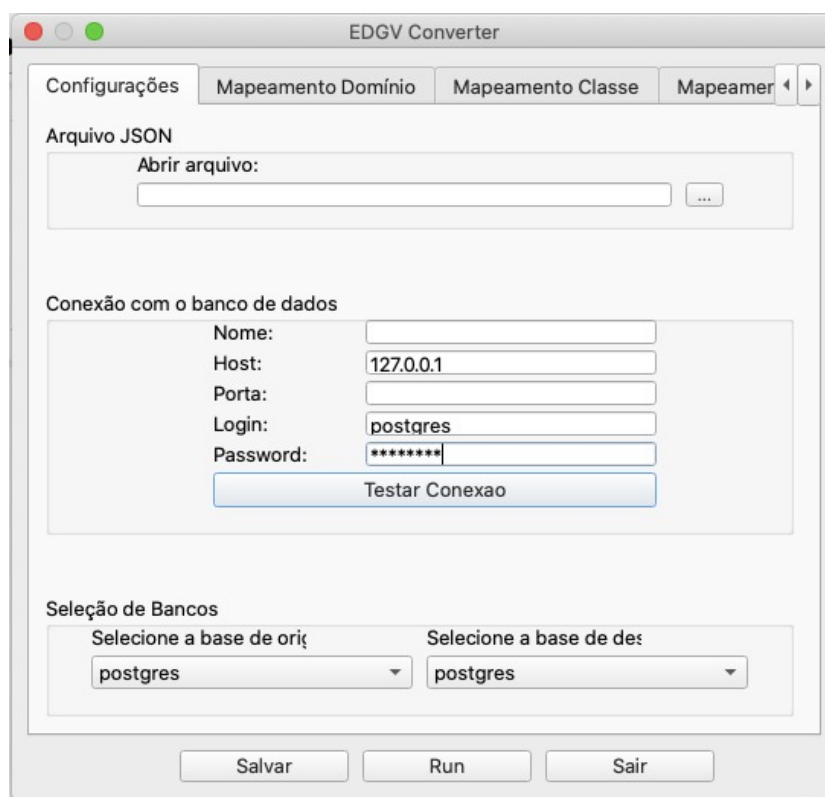 EDGV Converter
Configurações Mapeamento Domínio Mapeamento Classe Mapeamer
Arquivo JSON
Abrir arquivo:
...
Conexão com o banco de dados
Nome:
Host: 127.0.0.1
Porta:
Login: postgres
Password: ********
Testar Conexao
Seleção de Bancos
Selecione a base de orig Selecione a base de des
postgres postgres
Salvar Run Sair